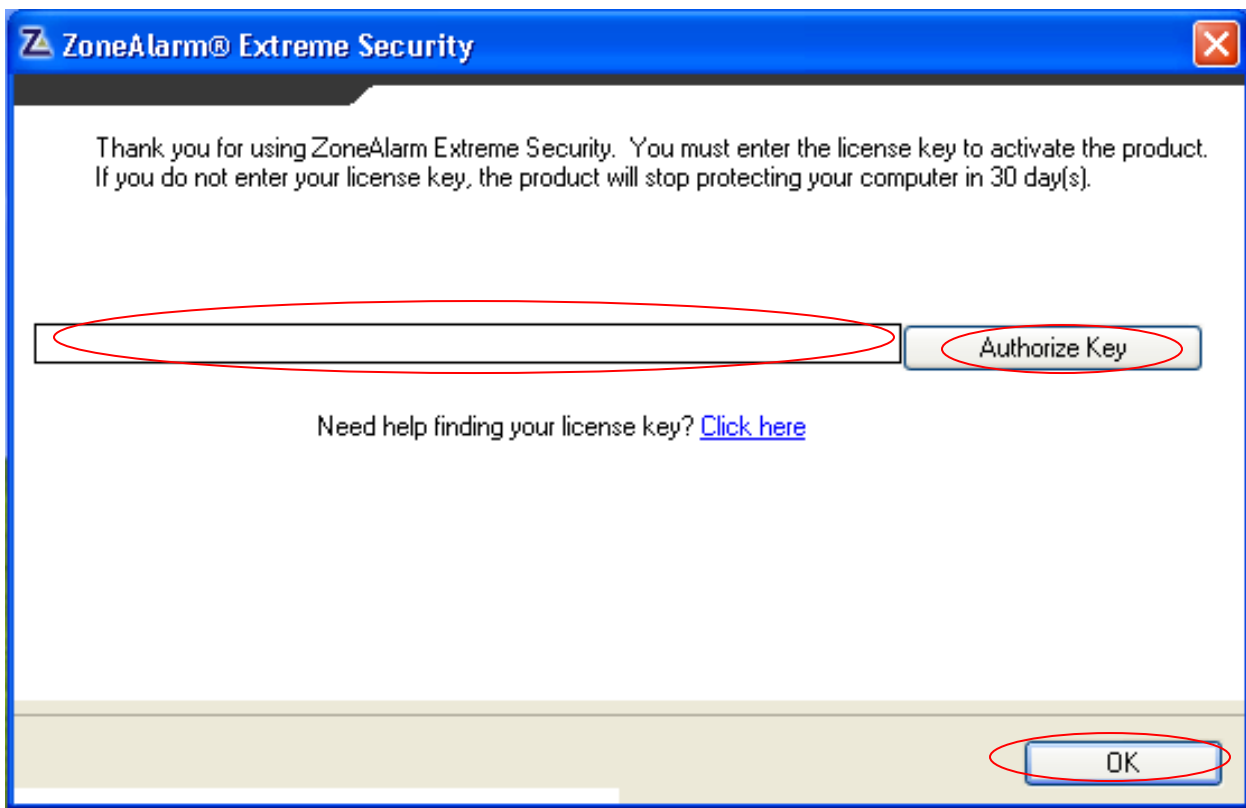 ZoneAlarm® Extreme Security
Thank you for using ZoneAlarm Extreme Security. You must enter the license key to activate the product.
If you do not enter your license key, the product will stop protecting your computer in 30 day(s).
Authorize Key
Need help finding your license key? Click here
OK